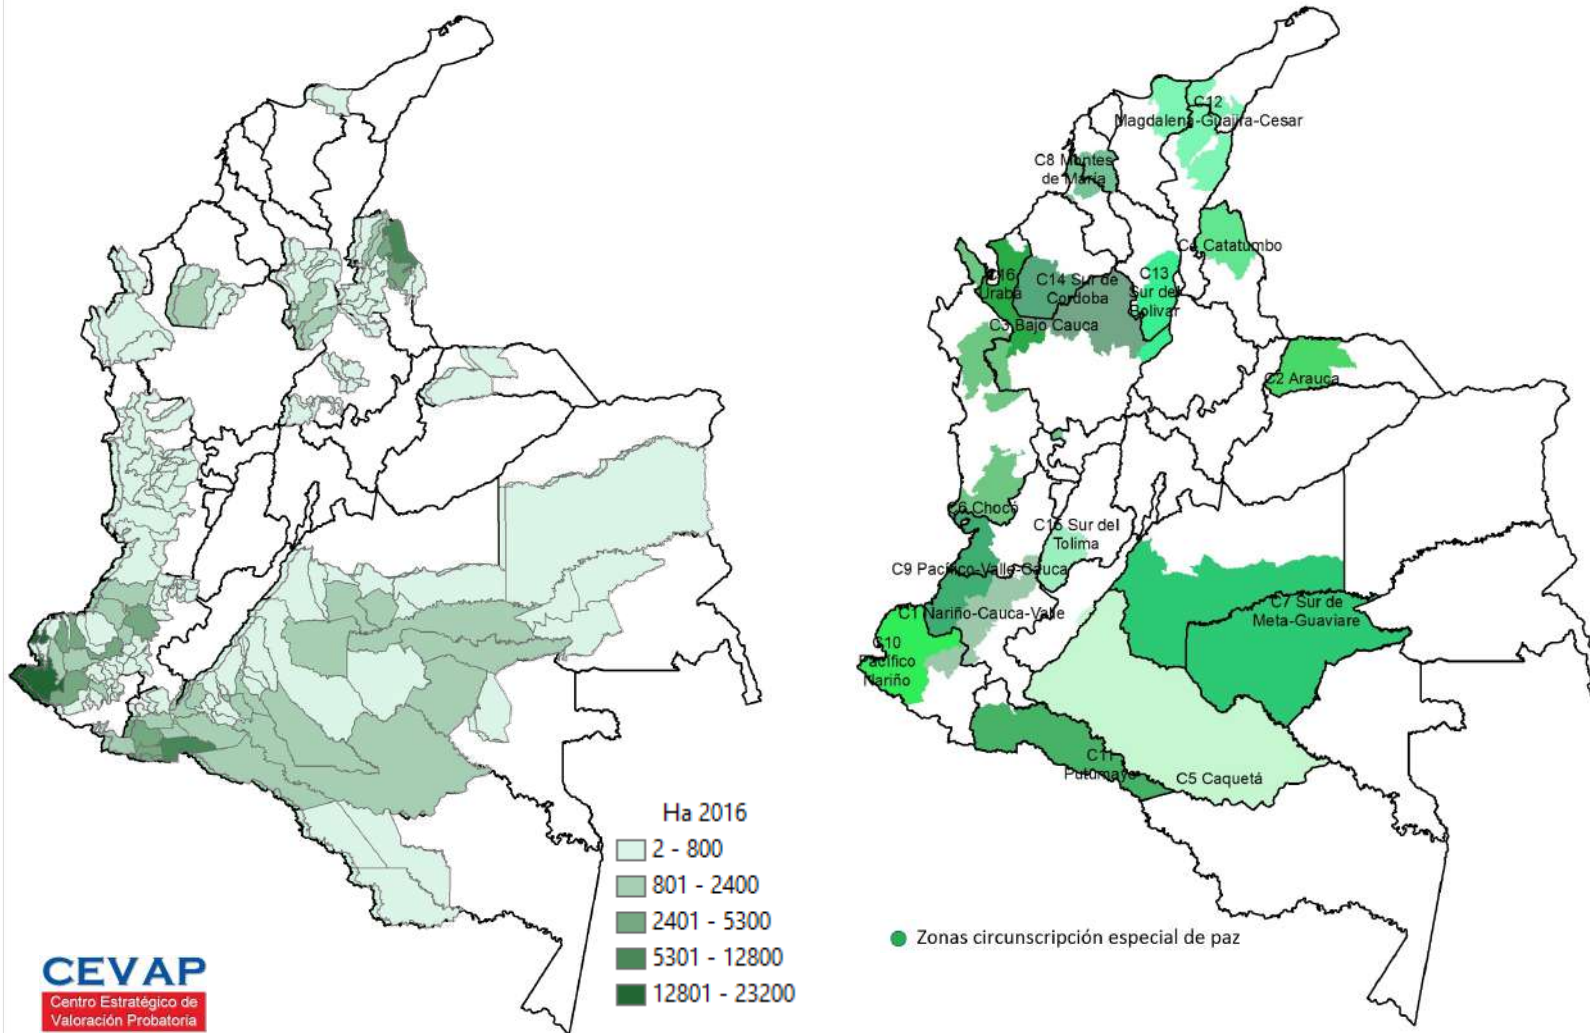 Ha 2016
2 - 800
801 - 2400
2401 - 5300
5301 - 12800
12801 - 23200
CEVAP
Centro Estratégico de
Valoración Probatoria
C12
Magdalena-Guajira-Cesar
C8 Montes
de María
C4 Catatumbo
C16
Urabá
C14 Sur de
Cordoba
C13
Sur del
Bolivar
C3 Bajo Cauca
C2 Arauca
C6 Chocó
C15 Sur del
Tolima
C9 Pacífico-Valle-Cauca
C1 Nariño-Cauca-Valle
C10
Pacífico
Nariño
C7 Sur de
Meta-Guaviare
C11
Putumayo
C5 Caquetá
Zonas circunscripción especial de paz